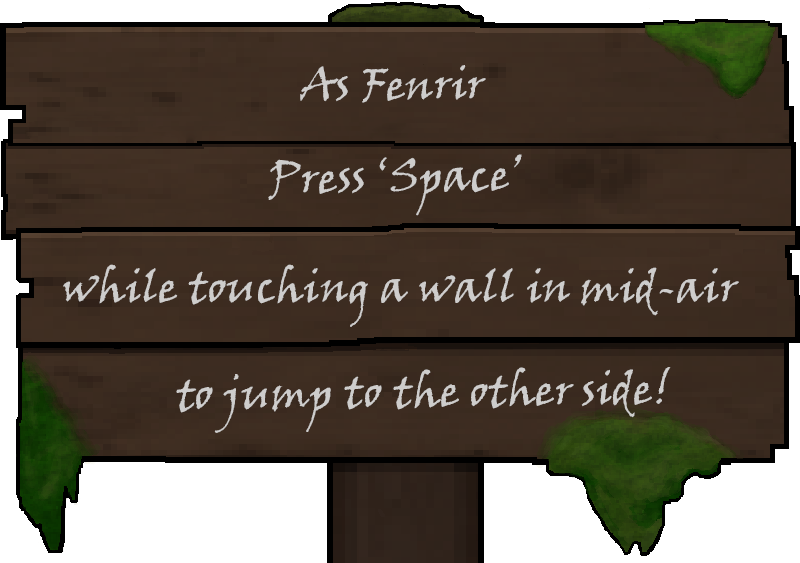 As Fenrir
Press ‘Space’
while touching a wall in mid-air
to jump to the other side!